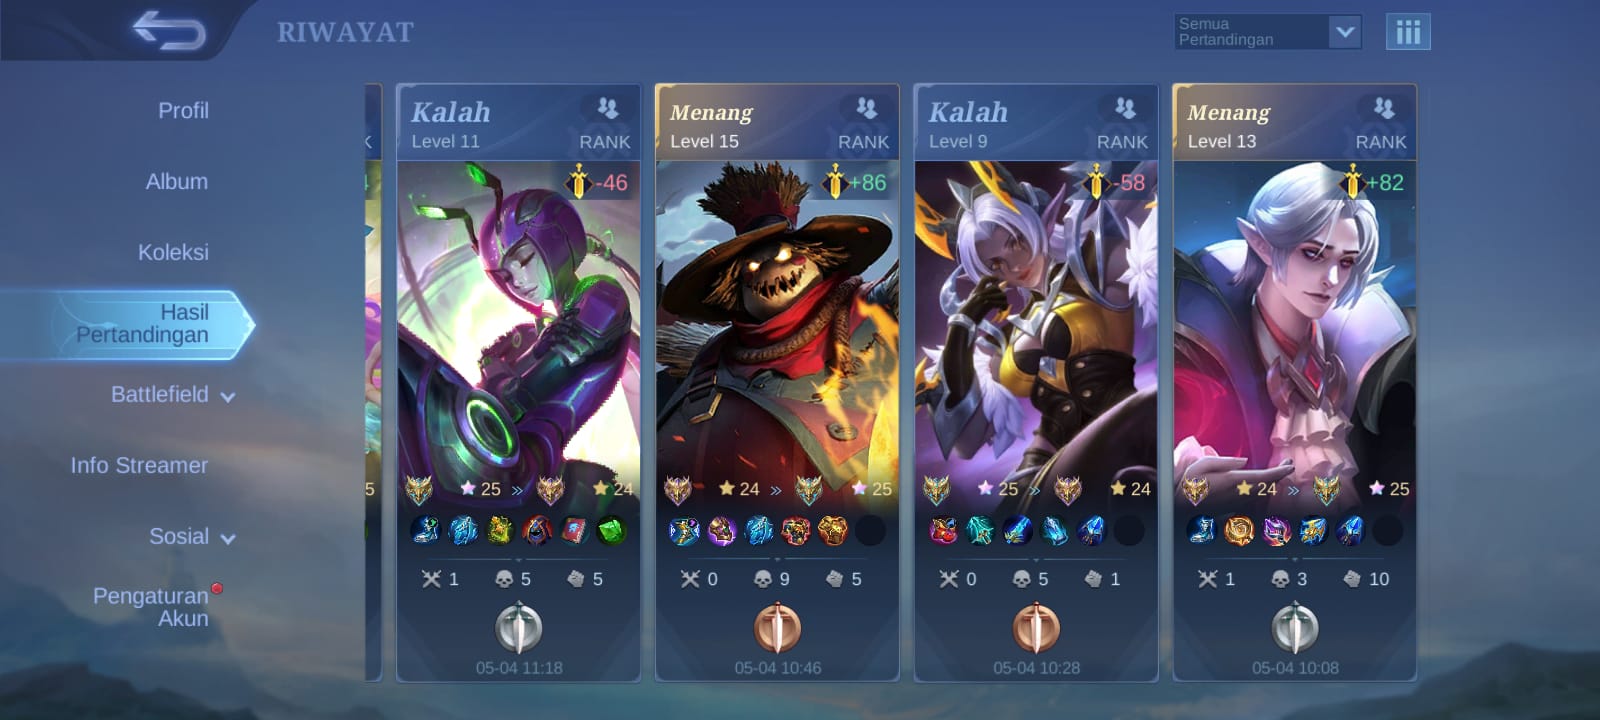 RIWAYAT
Semua
Pertandingan
Profil
Album
Koleksi
Hasil
Pertandingan
Battlefield
Info Streamer
Sosial
Pengaturan
Akun
K
4
5
Kalah
Level 11
RANK
-46
25 » 24
1 5 5
05-04 11:18
Menang
Level 15
RANK
+86
24 » 25
0 9 5
05-04 10:46
Kalah
Level 9
RANK
-58
25 » 24
0 5 1
05-04 10:28
Menang
Level 13
RANK
+82
24 » 25
1 3 10
05-04 10:08